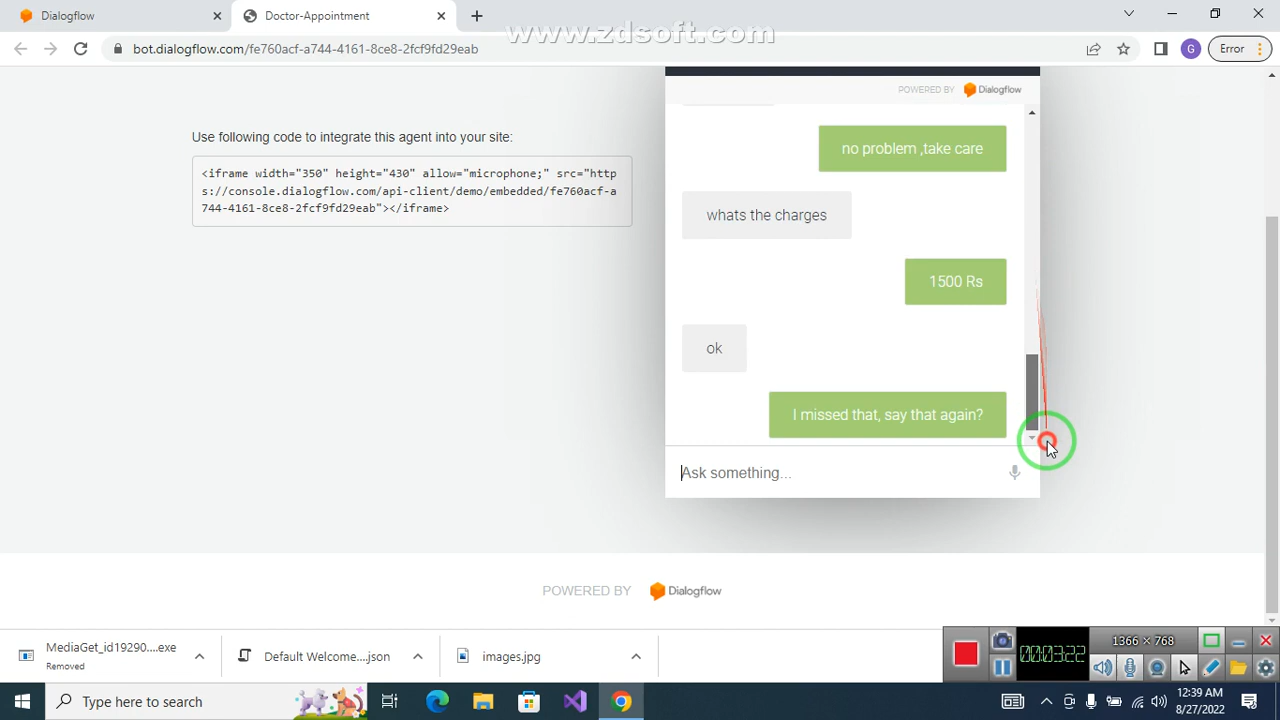 Dialogflow
Doctor-Appointment
www.zdsoft.com
bot.dialogflow.com/fe760acf-a744-4161-8ce8-2fcf9fd29eab
G
Error
POWERED BY Dialogflow
Use following code to integrate this agent into your site:
<iframe width="350" height="430" allow="microphone;" src="http
s://console.dialogflow.com/api-client/demo/embedded/fe760acf-a
744-4161-8ce8-2fcf9fd29eab"></iframe>
no problem ,take care
whats the charges
1500 Rs
ok
I missed that, say that again?
Ask something...
POWERED BY Dialogflow
MediaGet_id19290....exe
Removed
Default Welcome....json
images.jpg
1366 × 768
00:03:22
Type here to search
12:39 AM
8/27/2022